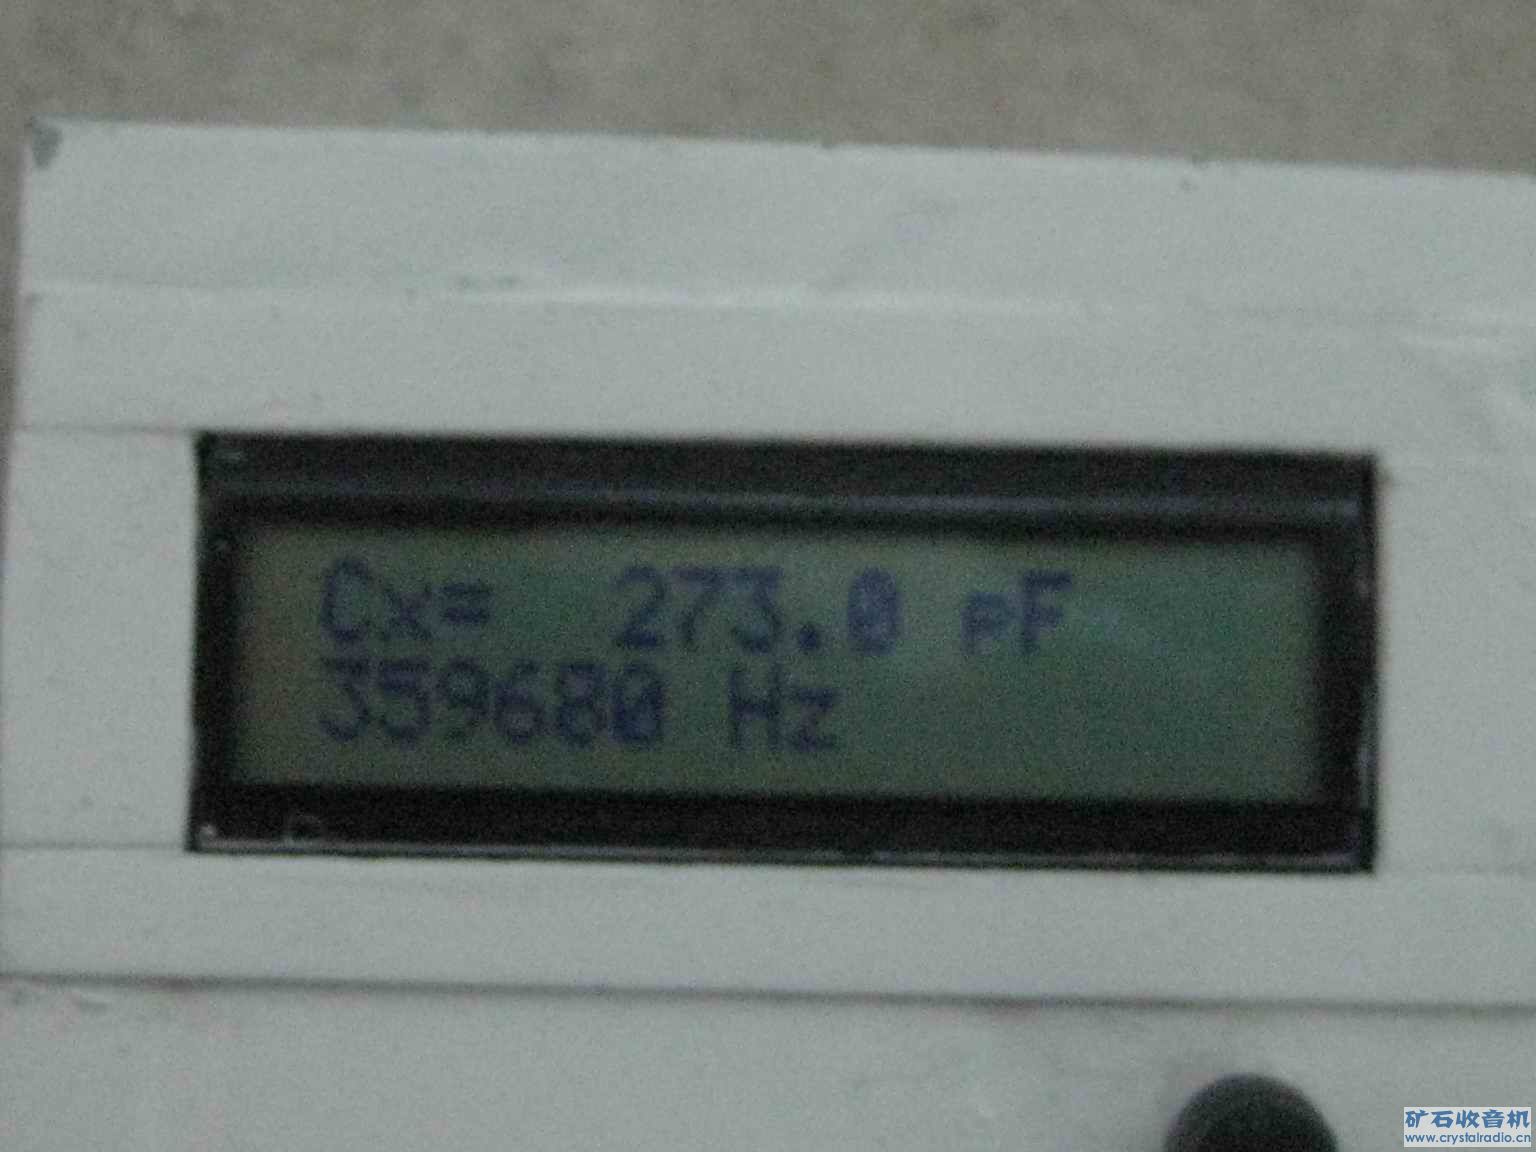 Cx= 273.0 pF
359680 Hz
矿石收音机
www.crystalradio.cn